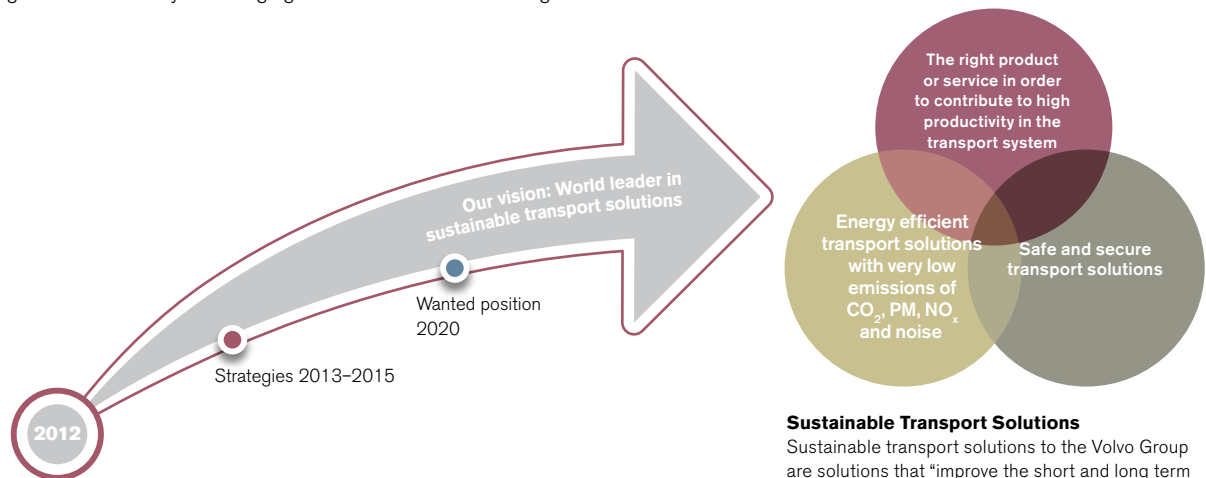 Our vision: World leader in
sustainable transport solutions
Wanted position
2020
Strategies 2013–2015
2012
The right product
or service in order
to contribute to high
productivity in the
transport system
Energy efficient
transport solutions
with very low
emissions of
CO₂, PM, NOₓ
and noise
Safe and secure
transport solutions
Sustainable Transport Solutions
Sustainable transport solutions to the Volvo Group
are solutions that “improve the short and long term